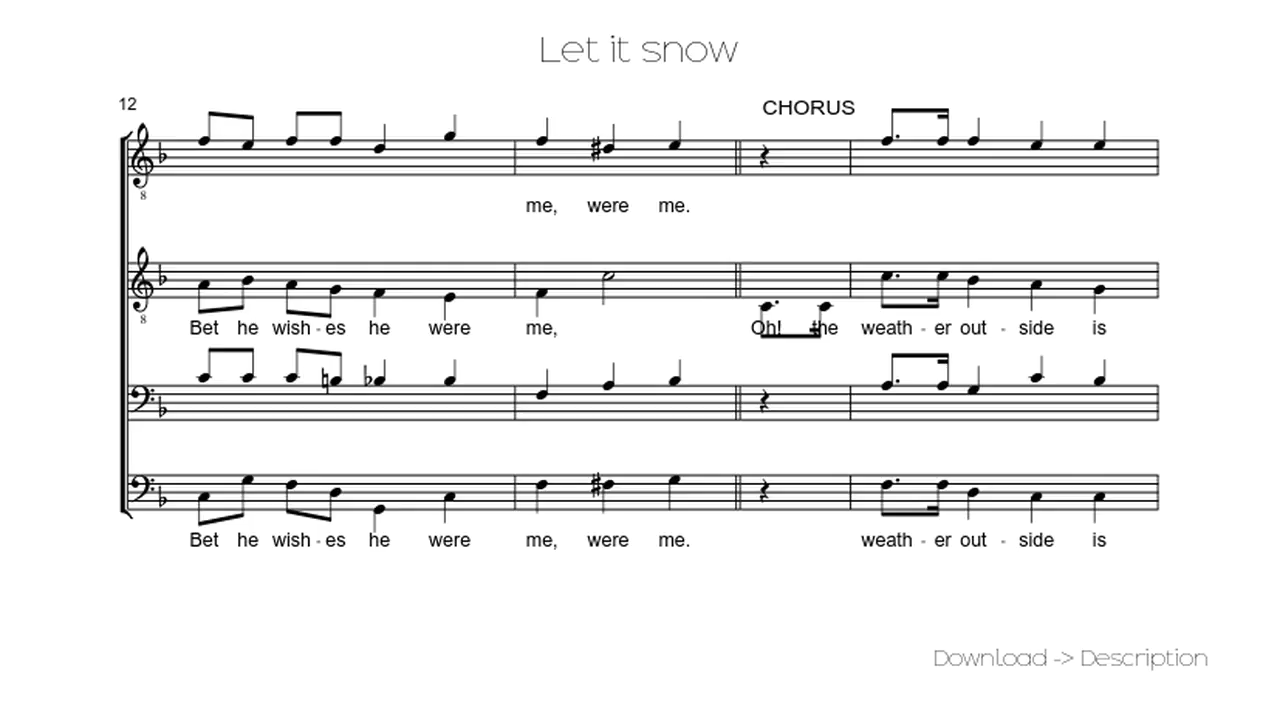 Let it snow
12
CHORUS
8
me, were me.
8
Bet he wish - es he were me, Oh! the weath - er out - side is
Bet he wish - es he were me, were me. weath - er out - side is
Download -> Description